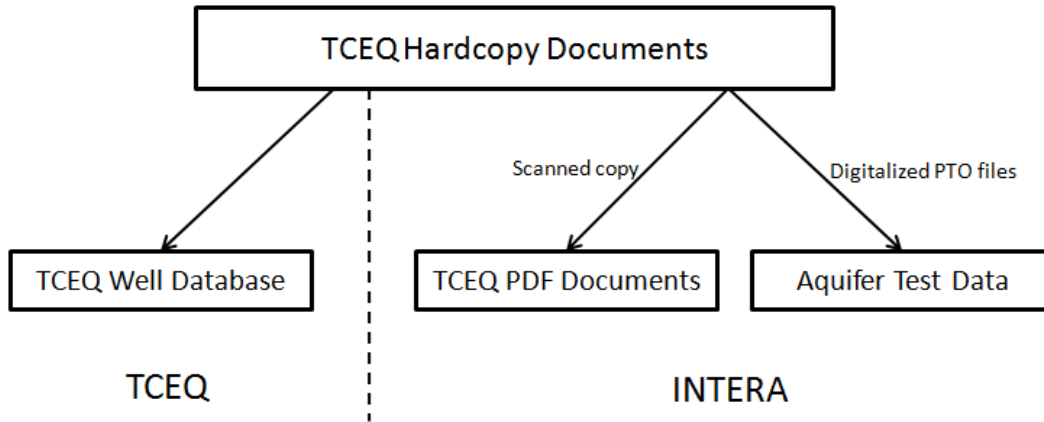 TCEQ Hardcopy Documents
Scanned copy
Digitalized PTO files
TCEQ Well Database
TCEQ PDF Documents
Aquifer Test Data
TCEQ
INTERA